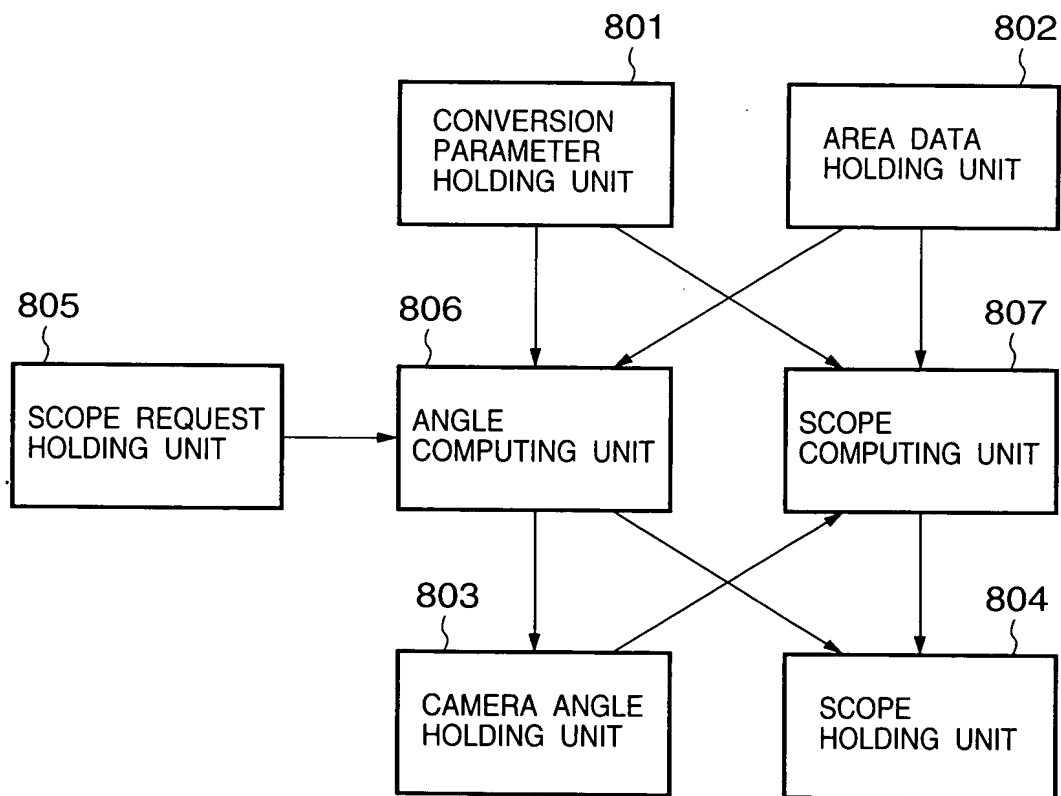 801
802
CONVERSION
PARAMETER
HOLDING UNIT
AREA DATA
HOLDING UNIT
805
806
807
SCOPE REQUEST
HOLDING UNIT
ANGLE
COMPUTING UNIT
SCOPE
COMPUTING UNIT
803
804
CAMERA ANGLE
HOLDING UNIT
SCOPE
HOLDING UNIT